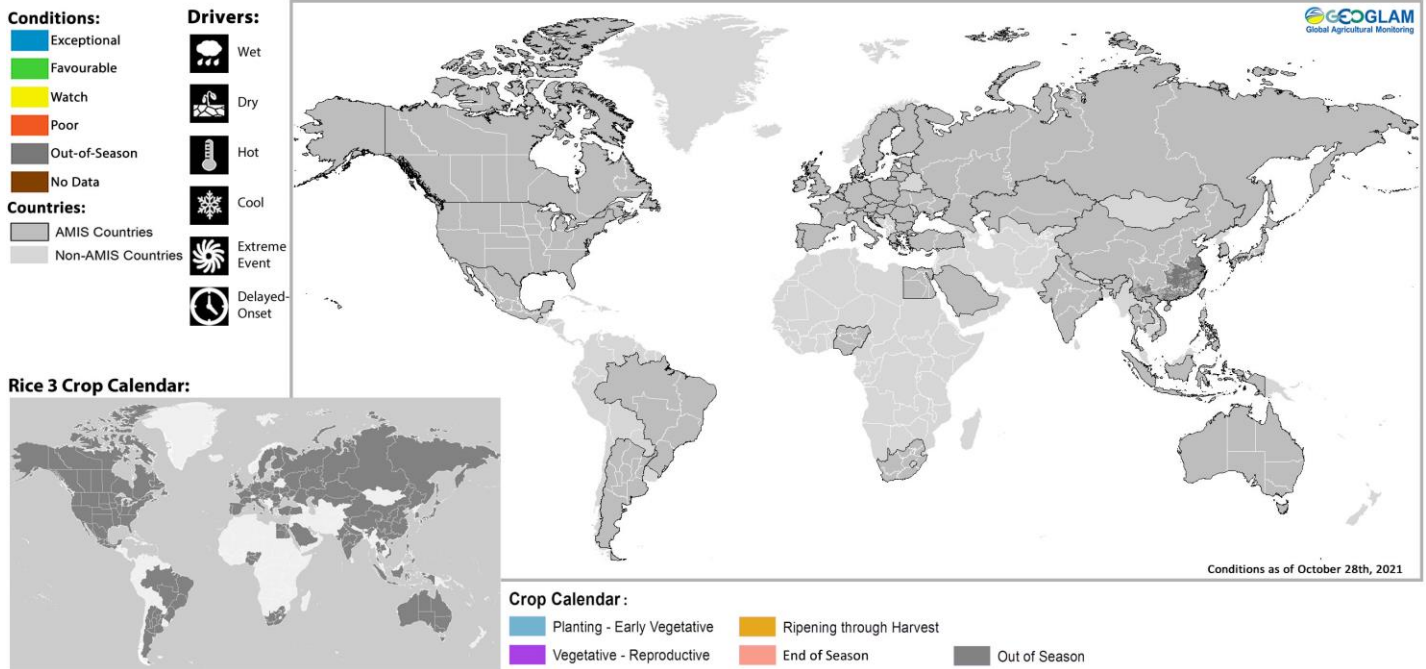 Conditions:
Exceptional
Favourable
Watch
Poor
Out-of-Season
No Data
Countries:
AMIS Countries
Non-AMIS Countries
Drivers:
Wet
Dry
Hot
Cool
Extreme
Event
Delayed-
Onset
GEOGLAM
Global Agricultural Monitoring
Conditions as of October 28th, 2021
Rice 3 Crop Calendar:
Crop Calendar :
Planting - Early Vegetative
Vegetative - Reproductive
Ripening through Harvest
End of Season
Out of Season